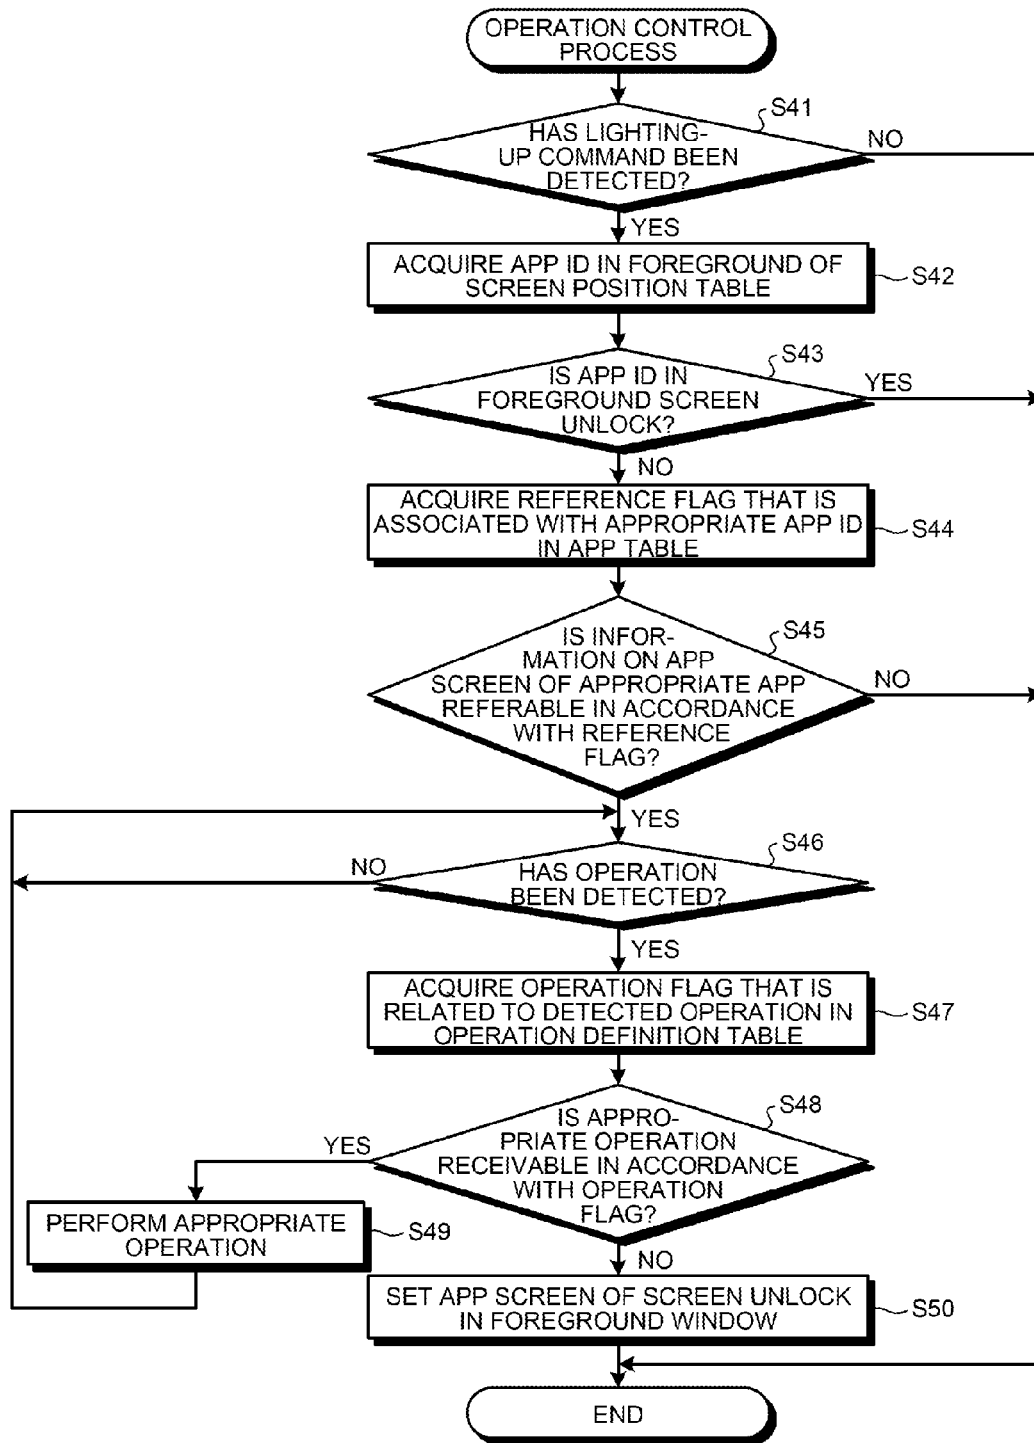 OPERATION CONTROL
PROCESS
S41
HAS LIGHTING-
UP COMMAND BEEN
DETECTED?
NO
YES
ACQUIRE APP ID IN FOREGROUND OF
SCREEN POSITION TABLE
S42
S43
IS APP ID IN
FOREGROUND SCREEN
UNLOCK?
YES
NO
ACQUIRE REFERENCE FLAG THAT IS
ASSOCIATED WITH APPROPRIATE APP ID
IN APP TABLE
S44
S45
IS INFOR-
MATION ON APP
SCREEN OF APPROPRIATE APP
REFERABLE IN ACCORDANCE
WITH REFERENCE
FLAG?
NO
YES
S46
NO
HAS OPERATION
BEEN DETECTED?
YES
ACQUIRE OPERATION FLAG THAT IS
RELATED TO DETECTED OPERATION IN
OPERATION DEFINITION TABLE
S47
S48
IS APPRO-
PRIATE OPERATION
RECEIVABLE IN ACCORDANCE
WITH OPERATION
FLAG?
YES
PERFORM APPROPRIATE
OPERATION
S49
NO
SET APP SCREEN OF SCREEN UNLOCK
IN FOREGROUND WINDOW
S50
END